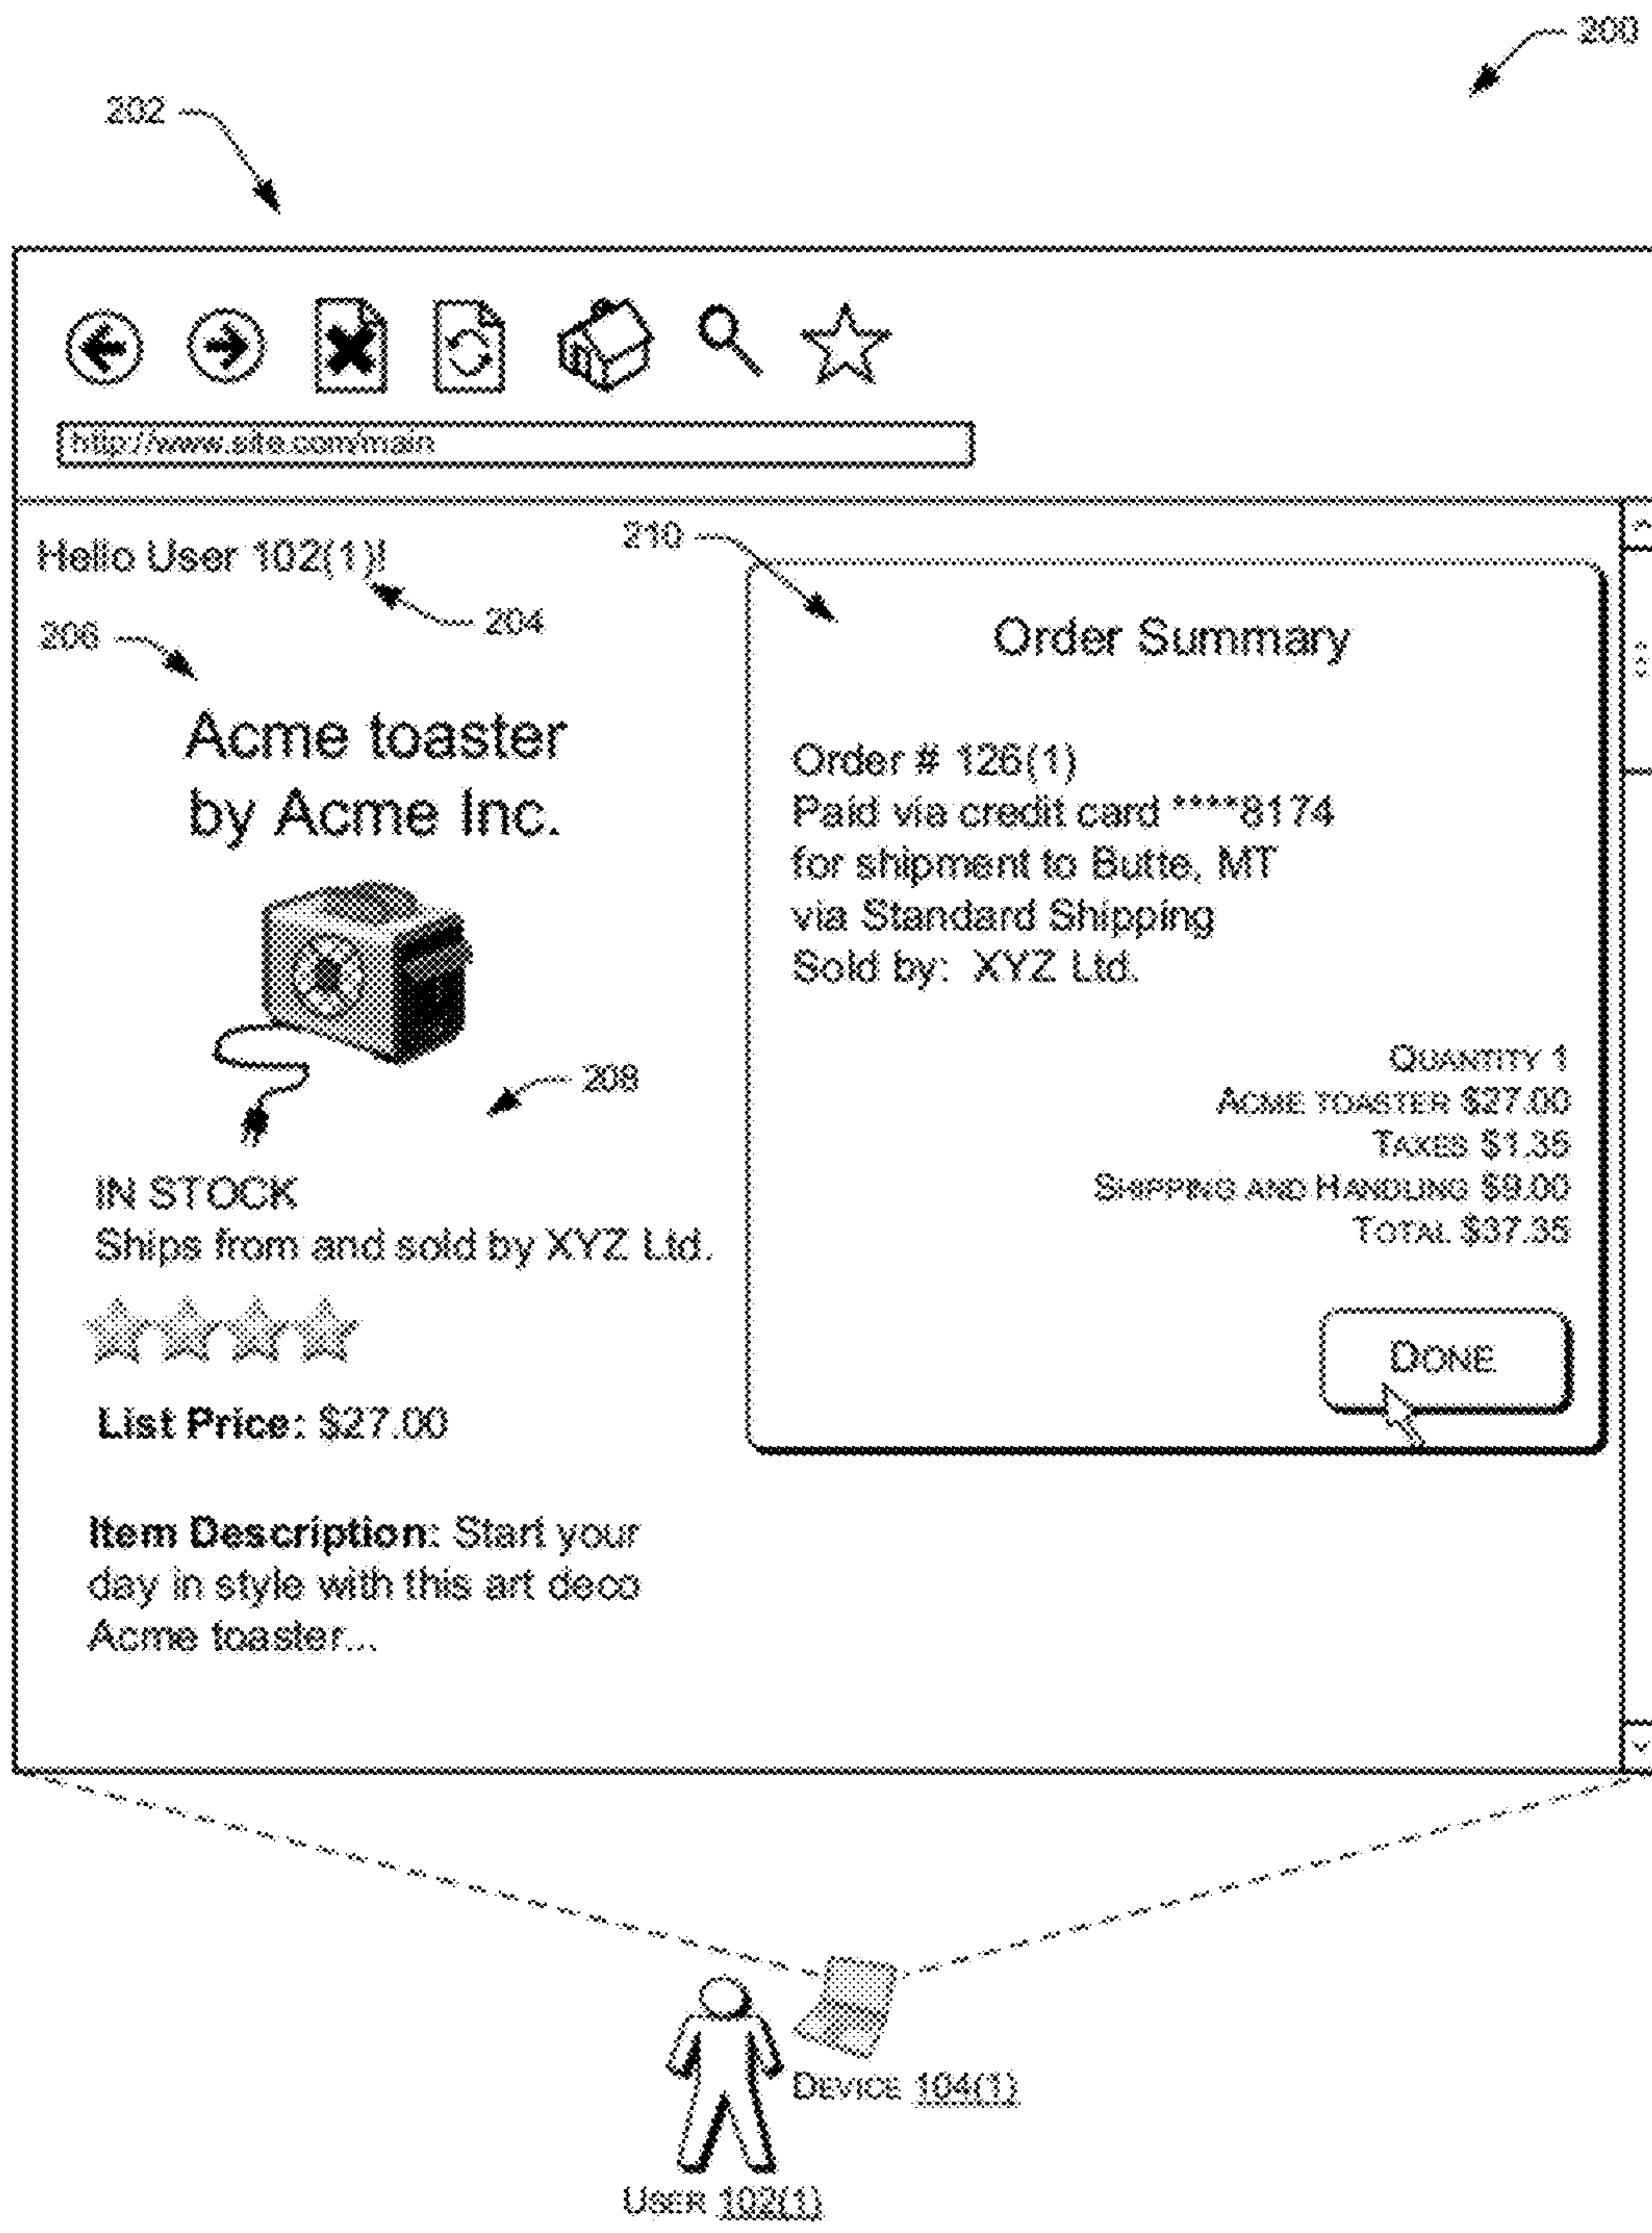 200
202
http://www.site.com/main
Hello User 102(1)!
204
206
Acme toaster
by Acme Inc.
208
IN STOCK
Ships from and sold by XYZ Ltd.
List Price: $27.00
Item Description: Start your
day in style with this art deco
Acme toaster...
210
Order Summary
Order # 126(1)
Paid via credit card ****8174
for shipment to Butte, MT
via Standard Shipping
Sold by: XYZ Ltd.
QUANTITY 1
ACME TOASTER $27.00
TAXES $1.35
SHIPPING AND HANDLING $9.00
TOTAL $37.35
DONE
DEVICE 104(1)
USER 102(1)